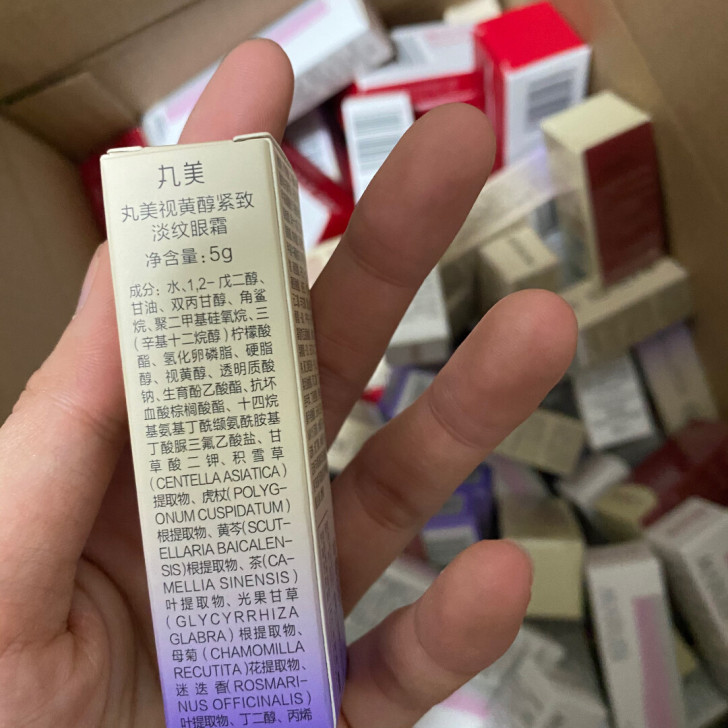 丸美
丸美视黄醇紧致
淡纹眼霜
净含量:5g
成分: 水、1,2-戊二醇、
甘油、双丙甘醇、角鲨
烷、聚二甲基硅氧烷、三
(辛基十二烷醇)柠檬酸
酯、氢化卵磷脂、硬脂
醇、视黄醇、透明质酸
钠、生育酚乙酸酯、抗坏
血酸棕榈酸酯、十四烷
基氨基丁酰缬氨酰胺基
丁酸脲三氟乙酸盐、甘
草酸二钾、积雪草
(CENTELLA ASIATICA)
提取物、虎杖(POLYG-
ONUM CUSPIDATUM)
根提取物、黄芩(SCUT-
ELLARIA BAICALEN-
SIS)根提取物、茶(CA-
MELLIA SINENSIS)
叶提取物、光果甘草
(GLYCYRRHIZA
GLABRA)根提取物、
母菊(CHAMOMILLA
RECUTITA)花提取物、
迷迭香(ROSMARI-
NUS OFFICINALIS)
叶提取物、丁二醇、丙烯